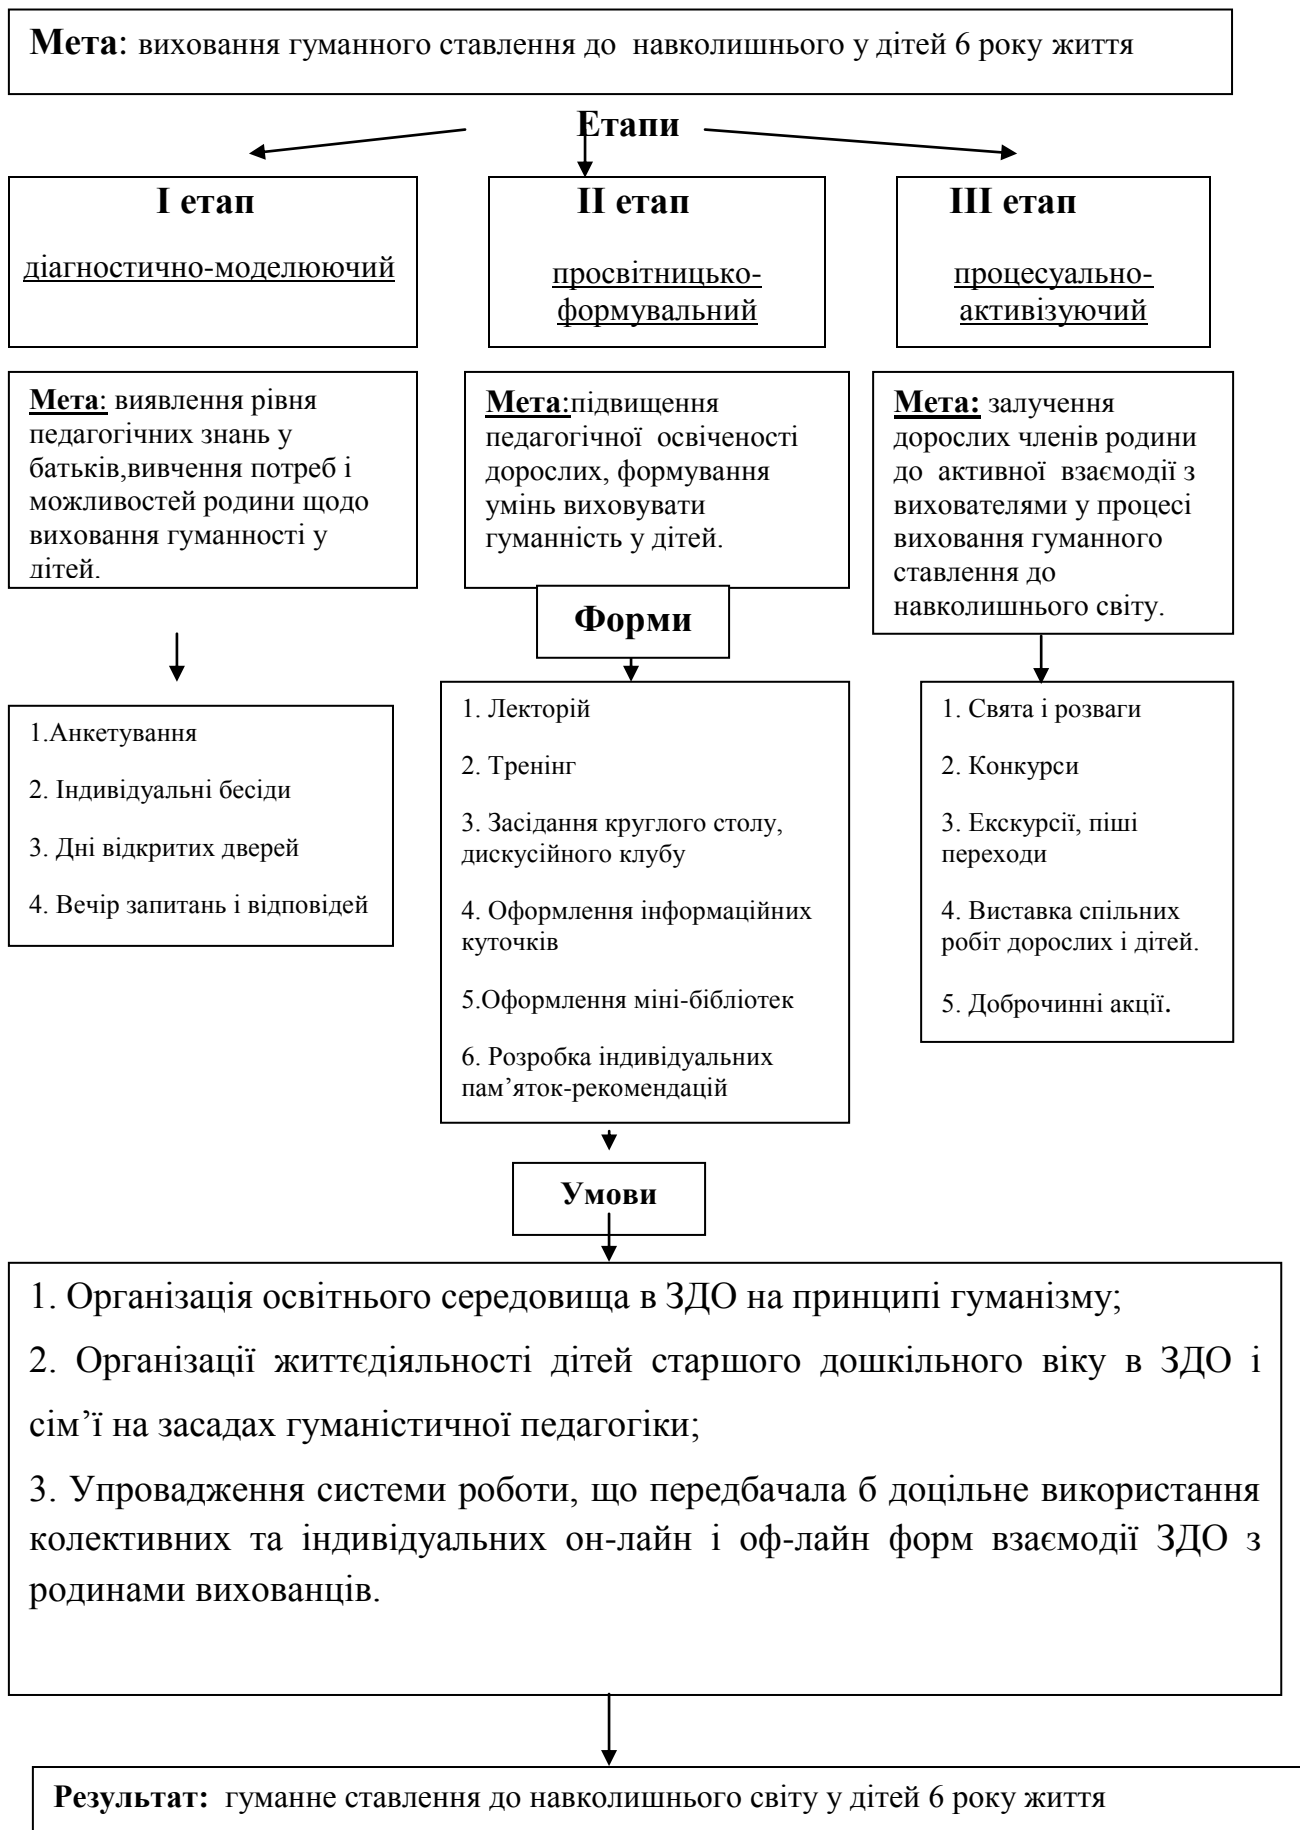 Мета: виховання гуманного ставлення до навколишнього у дітей 6 року життя
Етапи
І етап
діагностично-моделюючий
ІІ етап
просвітницько-
формувальний
ІІІ етап
процесуально-
активізуючий
Мета: виявлення рівня
педагогічних знань у
батьків,вивчення потреб і
можливостей родини щодо
виховання гуманності у
дітей.
Мета:підвищення
педагогічної освіченості
дорослих, формування
умінь виховувати
гуманність у дітей.
Мета: залучення
дорослих членів родини
до активної взаємодії з
вихователями у процесі
виховання гуманного
ставлення до
навколишнього світу.
Форми
1.Анкетування
2. Індивідуальні бесіди
3. Дні відкритих дверей
4. Вечір запитань і відповідей
1. Лекторій
2. Тренінг
3. Засідання круглого столу,
дискусійного клубу
4. Оформлення інформаційних
куточків
5.Оформлення міні-бібліотек
6. Розробка індивідуальних
пам’яток-рекомендацій
1. Свята і розваги
2. Конкурси
3. Екскурсії, піші
переходи
4. Виставка спільних
робіт дорослих і дітей.
5. Доброчинні акції.
Умови
1. Організація освітнього середовища в ЗДО на принципі гуманізму;
2. Організації життєдіяльності дітей старшого дошкільного віку в ЗДО і
сім’ї на засадах гуманістичної педагогіки;
3. Упровадження системи роботи, що передбачала б доцільне використання
колективних та індивідуальних он-лайн і оф-лайн форм взаємодії ЗДО з
родинами вихованців.
Результат: гуманне ставлення до навколишнього світу у дітей 6 року життя